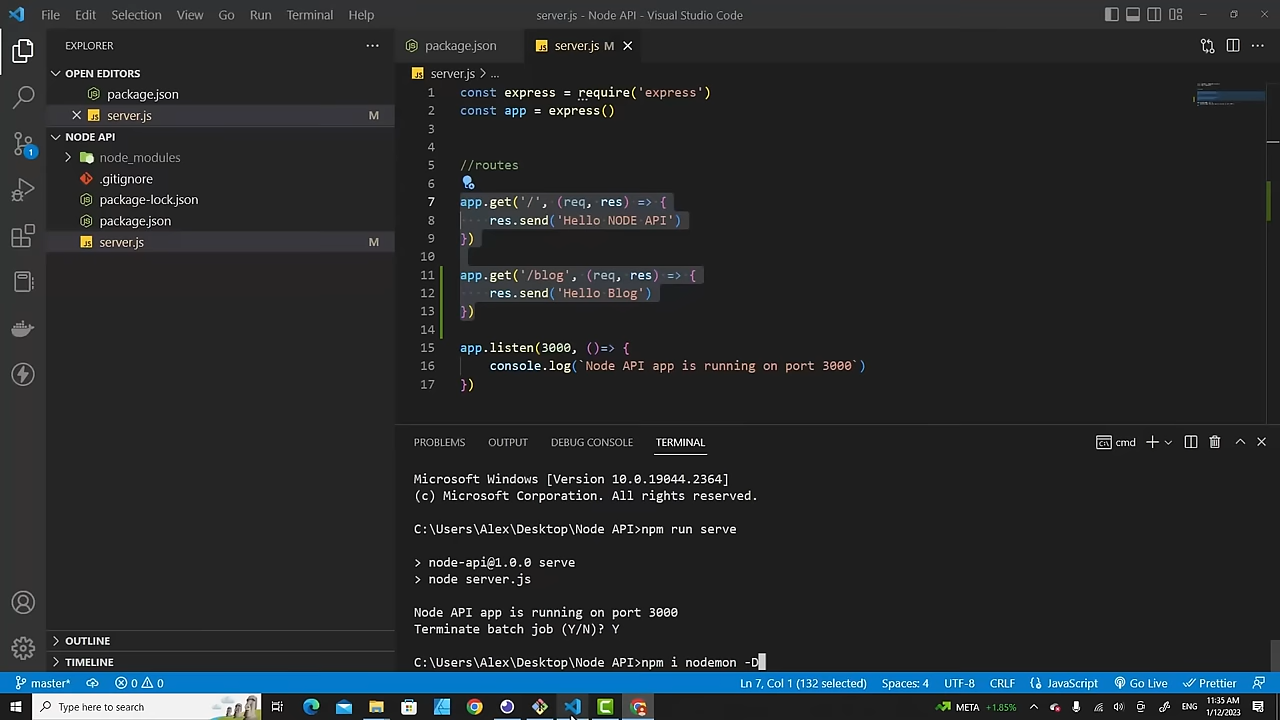 File Edit Selection View Go Run Terminal Help server.js - Node API - Visual Studio Code
EXPLORER
OPEN EDITORS
package.json
server.js M
NODE API
node_modules
.gitignore
package-lock.json
package.json
server.js M
OUTLINE
TIMELINE
package.json server.js M
server.js > ...
1 const express = require('express')
2 const app = express()
3
4
5 //routes
6
7 app.get('/', (req, res) => {
8 ····res.send('Hello·NODE·API')
9 })
10
11 app.get('/blog', (req, res) => {
12 ····res.send('Hello·Blog')
13 })
14
15 app.listen(3000, ()=> {
16 console.log(`Node API app is running on port 3000`)
17 })
PROBLEMS OUTPUT DEBUG CONSOLE TERMINAL cmd
Microsoft Windows [Version 10.0.19044.2364]
(c) Microsoft Corporation. All rights reserved.
C:\Users\Alex\Desktop\Node API>npm run serve
> node-api@1.0.0 serve
> node server.js
Node API app is running on port 3000
Terminate batch job (Y/N)? Y
C:\Users\Alex\Desktop\Node API>npm i nodemon -D
master* 0 0 Ln 7, Col 1 (132 selected) Spaces: 4 UTF-8 CRLF JavaScript Go Live Prettier
Type here to search META +1.85% ENG 11:35 AM
1/12/2023